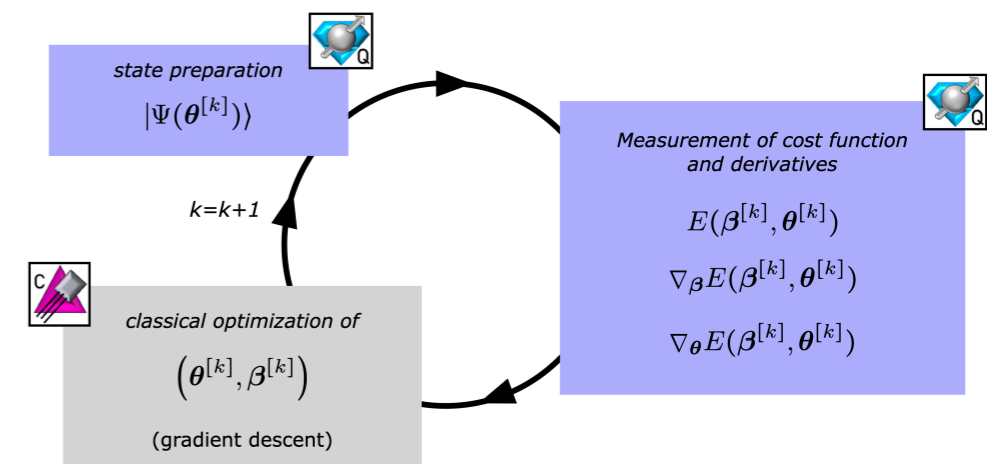 state preparation
|Ψ(θ^{[k]})⟩
Q
Measurement of cost function
and derivatives
E(β^{[k]}, θ^{[k]})
∇_β E(β^{[k]}, θ^{[k]})
∇_θ E(β^{[k]}, θ^{[k]})
Q
k=k+1
C
classical optimization of
(θ^{[k]}, β^{[k]})
(gradient descent)